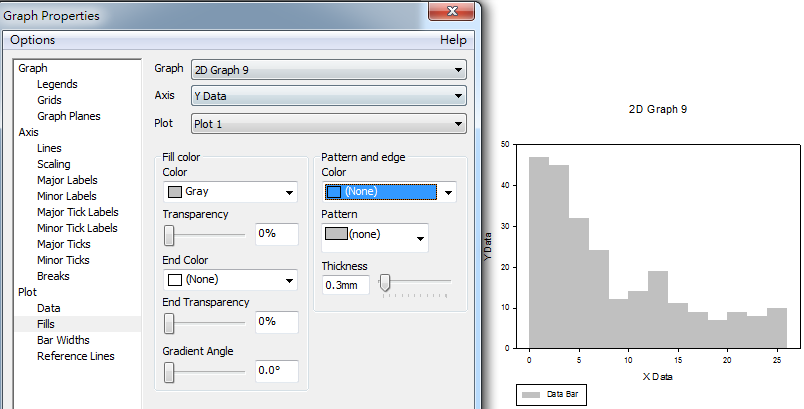 Graph Properties
Options Help
Graph
Legends
Grids
Graph Planes
Axis
Lines
Scaling
Major Labels
Minor Labels
Major Tick Labels
Minor Tick Labels
Major Ticks
Minor Ticks
Breaks
Plot
Data
Fills
Bar Widths
Reference Lines
Graph 2D Graph 9
Axis Y Data
Plot Plot 1
Fill color
Color
Gray
Transparency
0%
End Color
(None)
End Transparency
0%
Gradient Angle
0.0°
Pattern and edge
Color
(None)
Pattern
(none)
Thickness
0.3mm
2D Graph 9
50
40
30
20
10
0
Y Data
0 5 10 15 20 25
X Data
Data Bar